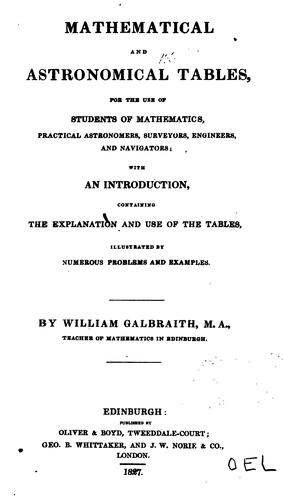 MATHEMATICAL
AND
ASTRONOMICAL TABLES,
FOR THE USE OF
STUDENTS OF MATHEMATICS,
PRACTICAL ASTRONOMERS, SURVEYORS, ENGINEERS,
AND NAVIGATORS;
WITH
AN INTRODUCTION,
CONTAINING
THE EXPLANATION AND USE OF THE TABLES,
ILLUSTRATED BY
NUMEROUS PROBLEMS AND EXAMPLES.
BY WILLIAM GALBRAITH, M.A.,
TEACHER OF MATHEMATICS IN EDINBURGH.
EDINBURGH:
PUBLISHED BY
OLIVER & BOYD, TWEEDDALE-COURT;
GEO. B. WHITTAKER, AND J. W. NORIE & CO.,
LONDON.
1827.
OEL